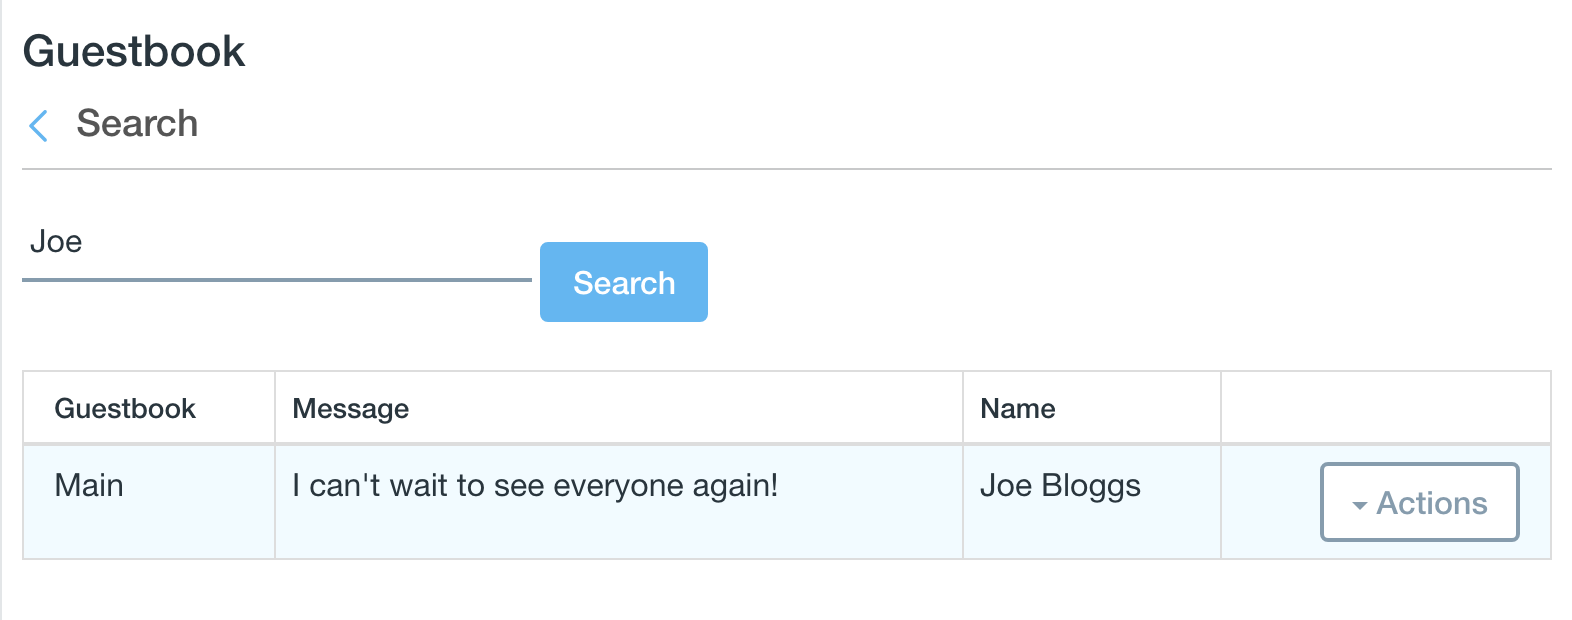 Guestbook
Search
Joe
Search
Guestbook Message Name
Main I can't wait to see everyone again! Joe Bloggs Actions